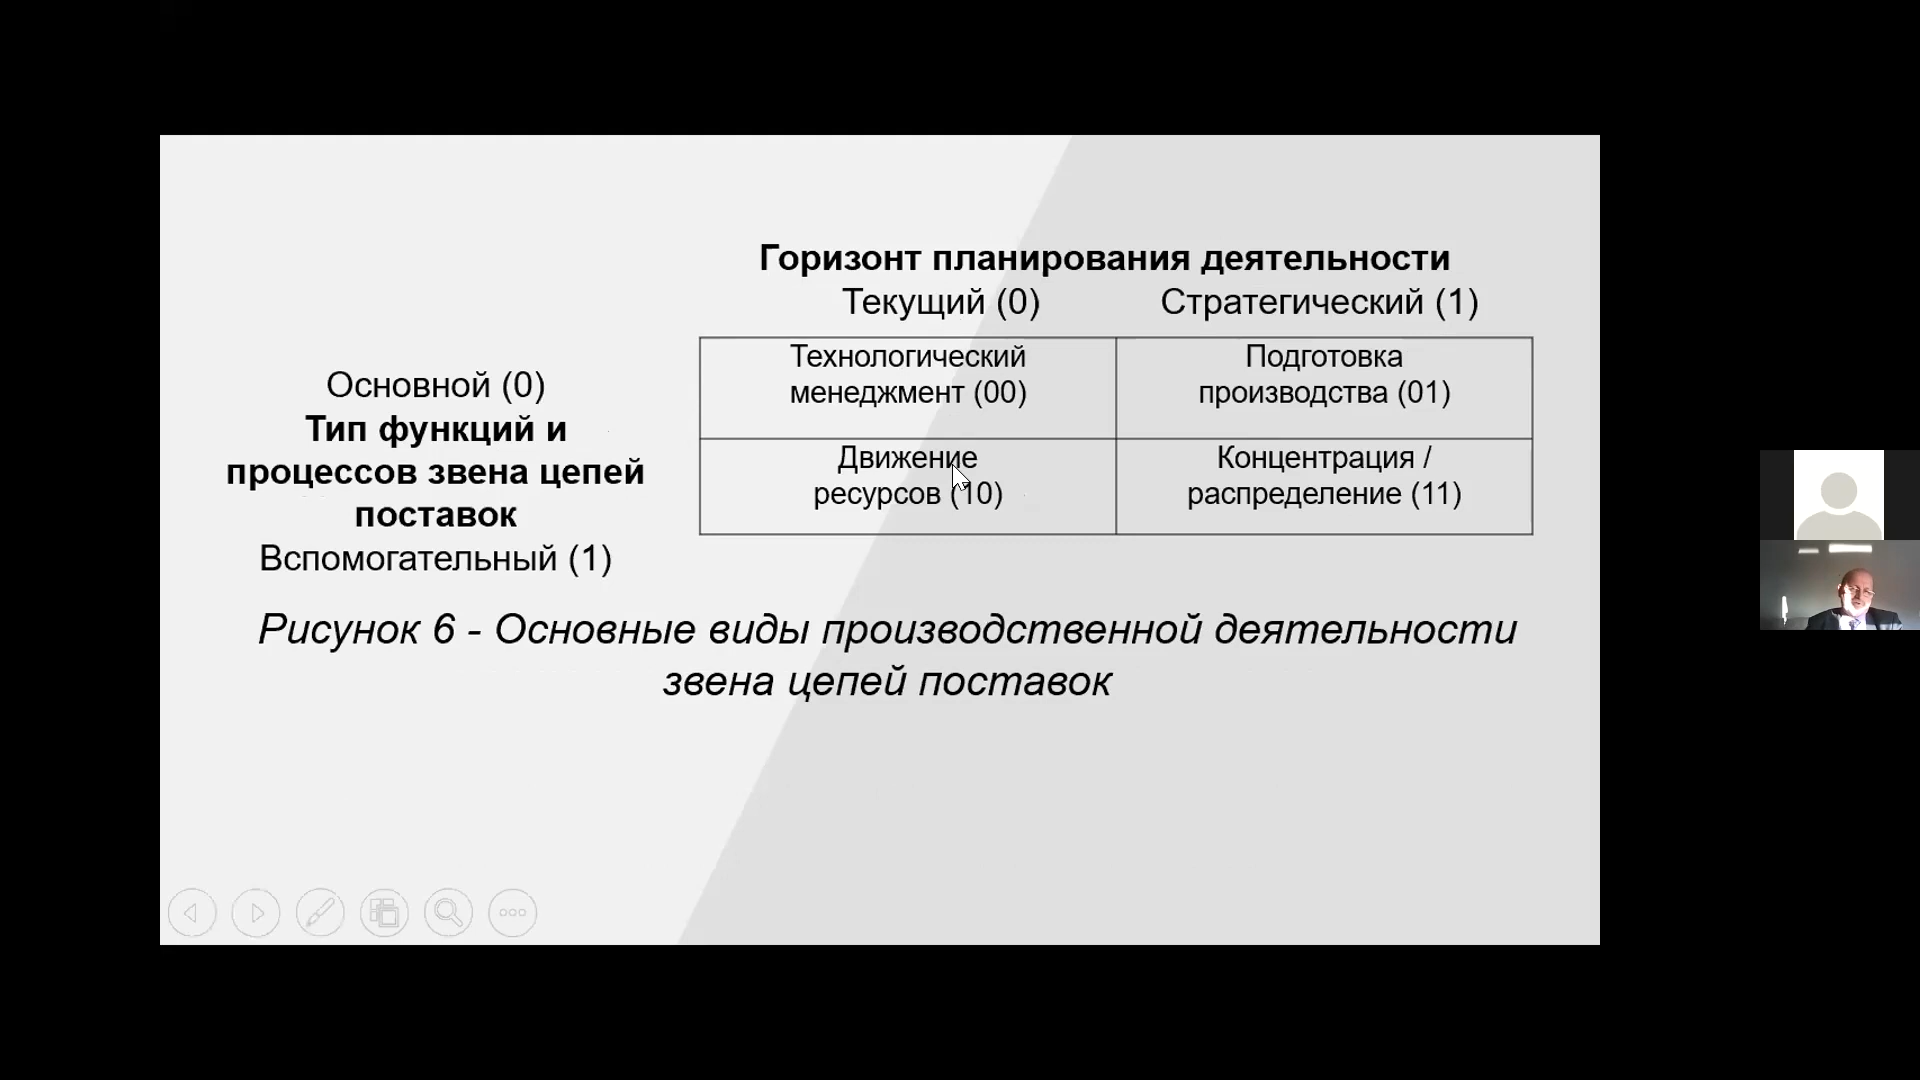 Горизонт планирования деятельности
Текущий (0) Стратегический (1)
Технологический
менеджмент (00)
Подготовка
производства (01)
Основной (0)
Тип функций и
процессов звена цепей
поставок
Вспомогательный (1)
Движение
ресурсов (10)
Концентрация /
распределение (11)
Рисунок 6 - Основные виды производственной деятельности
звена цепей поставок